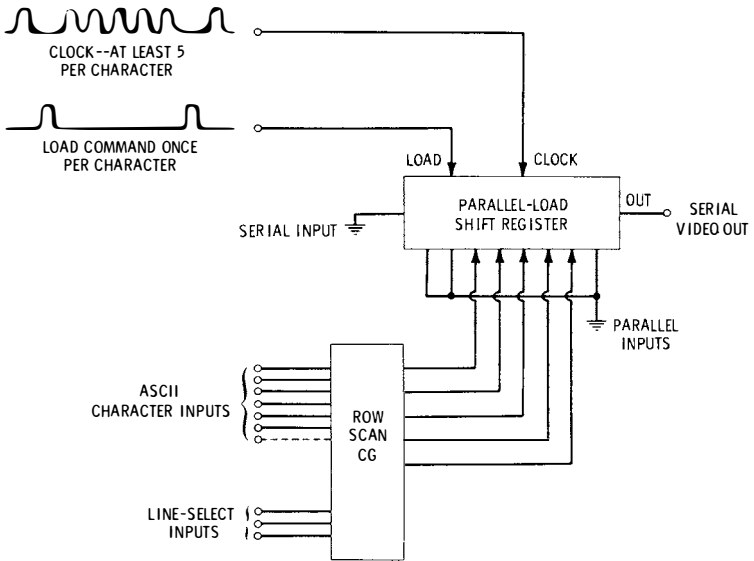 CLOCK--AT LEAST 5
PER CHARACTER
LOAD COMMAND ONCE
PER CHARACTER
LOAD
CLOCK
PARALLEL-LOAD
SHIFT REGISTER
OUT
SERIAL
VIDEO OUT
SERIAL INPUT
PARALLEL
INPUTS
ASCII
CHARACTER INPUTS
ROW
SCAN
CG
LINE-SELECT
INPUTS